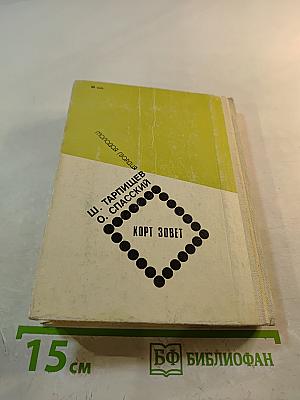 молодая гвардия
Ш. ТАРПИЩЕВ
О. СПАССКИЙ
КОРТ ЗОВЕТ
15 см
БФ БИБЛИОФАН